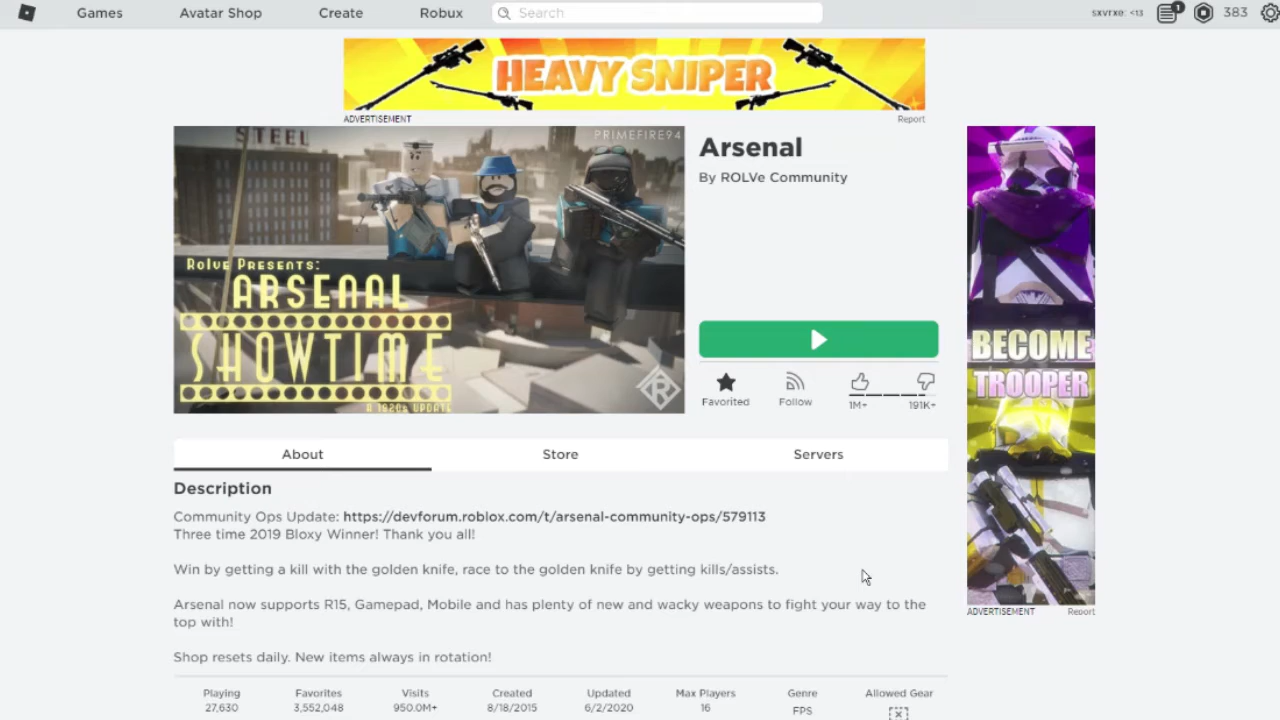 Games
Avatar Shop
Create
Robux
Search
sxvrxe: <13
1
383
HEAVY SNIPER
ADVERTISEMENT
Report
STEEL
PRIMEFIRE94
Rolve Presents:
ARSENAL
SHOWTIME
A 1920s UPDATE
R
Arsenal
By ROLVe Community
Favorited
Follow
1M+
191K+
BECOME
TROOPER
ADVERTISEMENT
Report
About
Store
Servers
Description
Community Ops Update: https://devforum.roblox.com/t/arsenal-community-ops/579113
Three time 2019 Bloxy Winner! Thank you all!
Win by getting a kill with the golden knife, race to the golden knife by getting kills/assists.
Arsenal now supports R15, Gamepad, Mobile and has plenty of new and wacky weapons to fight your way to the
top with!
Shop resets daily. New items always in rotation!
Playing
27,630
Favorites
3,552,048
Visits
950.0M+
Created
8/18/2015
Updated
6/2/2020
Max Players
16
Genre
FPS
Allowed Gear